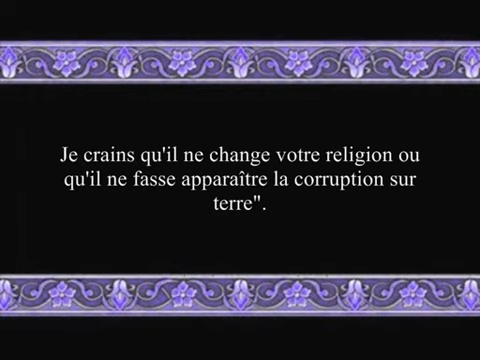 Je crains qu'il ne change votre religion ou
qu'il ne fasse apparaître la corruption sur
terre".